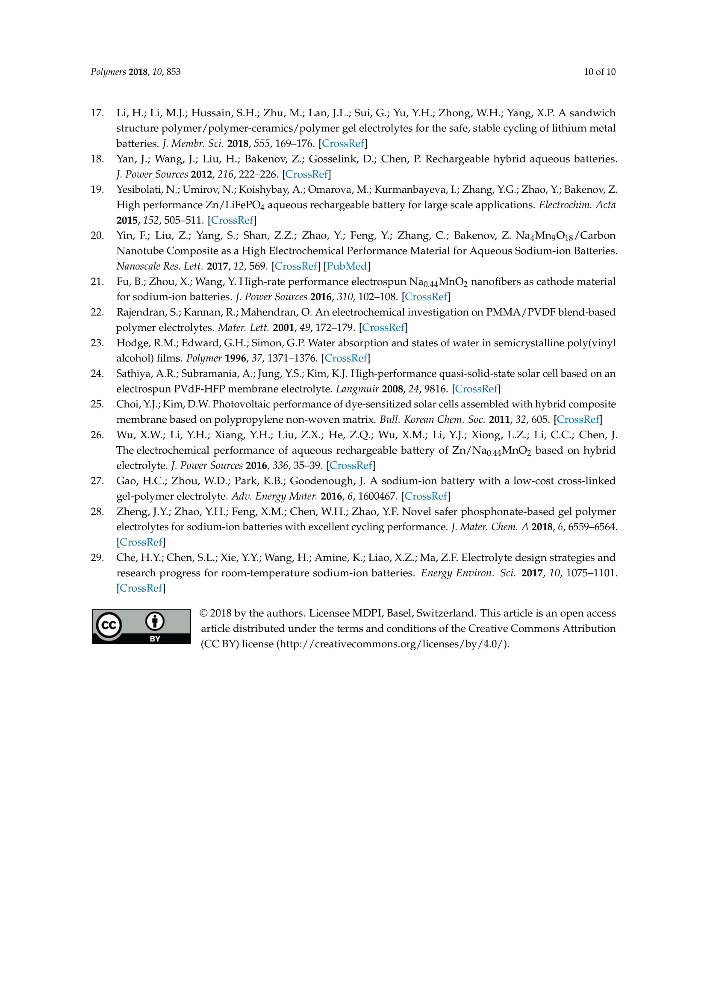 Polymers 2018, 10, 853
10 of 10
17. Li, H.; Li, M.J.; Hussain, S.H.; Zhu, M.; Lan, J.L.; Sui, G.; Yu, Y.H.; Zhong, W.H.; Yang, X.P. A sandwich
structure polymer/polymer-ceramics/polymer gel electrolytes for the safe, stable cycling of lithium metal
batteries. J. Membr. Sci. 2018, 555, 169–176. [CrossRef]
18. Yan, J.; Wang, J.; Liu, H.; Bakenov, Z.; Gosselink, D.; Chen, P. Rechargeable hybrid aqueous batteries.
J. Power Sources 2012, 216, 222–226. [CrossRef]
19. Yesibolati, N.; Umirov, N.; Koishybay, A.; Omarova, M.; Kurmanbayeva, I.; Zhang, Y.G.; Zhao, Y.; Bakenov, Z.
High performance Zn/LiFePO4 aqueous rechargeable battery for large scale applications. Electrochim. Acta
2015, 152, 505–511. [CrossRef]
20. Yin, F.; Liu, Z.; Yang, S.; Shan, Z.Z.; Zhao, Y.; Feng, Y.; Zhang, C.; Bakenov, Z. Na4Mn9O18/Carbon
Nanotube Composite as a High Electrochemical Performance Material for Aqueous Sodium-ion Batteries.
Nanoscale Res. Lett. 2017, 12, 569. [CrossRef] [PubMed]
21. Fu, B.; Zhou, X.; Wang, Y. High-rate performance electrospun Na0.44MnO2 nanofibers as cathode material
for sodium-ion batteries. J. Power Sources 2016, 310, 102–108. [CrossRef]
22. Rajendran, S.; Kannan, R.; Mahendran, O. An electrochemical investigation on PMMA/PVDF blend-based
polymer electrolytes. Mater. Lett. 2001, 49, 172–179. [CrossRef]
23. Hodge, R.M.; Edward, G.H.; Simon, G.P. Water absorption and states of water in semicrystalline poly(vinyl
alcohol) films. Polymer 1996, 37, 1371–1376. [CrossRef]
24. Sathiya, A.R.; Subramania, A.; Jung, Y.S.; Kim, K.J. High-performance quasi-solid-state solar cell based on an
electrospun PVdF-HFP membrane electrolyte. Langmuir 2008, 24, 9816. [CrossRef]
25. Choi, Y.J.; Kim, D.W. Photovoltaic performance of dye-sensitized solar cells assembled with hybrid composite
membrane based on polypropylene non-woven matrix. Bull. Korean Chem. Soc. 2011, 32, 605. [CrossRef]
26. Wu, X.W.; Li, Y.H.; Xiang, Y.H.; Liu, Z.X.; He, Z.Q.; Wu, X.M.; Li, Y.J.; Xiong, L.Z.; Li, C.C.; Chen, J.
The electrochemical performance of aqueous rechargeable battery of Zn/Na0.44MnO2 based on hybrid
electrolyte. J. Power Sources 2016, 336, 35–39. [CrossRef]
27. Gao, H.C.; Zhou, W.D.; Park, K.B.; Goodenough, J. A sodium-ion battery with a low-cost cross-linked
gel-polymer electrolyte. Adv. Energy Mater. 2016, 6, 1600467. [CrossRef]
28. Zheng, J.Y.; Zhao, Y.H.; Feng, X.M.; Chen, W.H.; Zhao, Y.F. Novel safer phosphonate-based gel polymer
electrolytes for sodium-ion batteries with excellent cycling performance. J. Mater. Chem. A 2018, 6, 6559–6564.
[CrossRef]
29. Che, H.Y.; Chen, S.L.; Xie, Y.Y.; Wang, H.; Amine, K.; Liao, X.Z.; Ma, Z.F. Electrolyte design strategies and
research progress for room-temperature sodium-ion batteries. Energy Environ. Sci. 2017, 10, 1075–1101.
[CrossRef]
cc
BY
© 2018 by the authors. Licensee MDPI, Basel, Switzerland. This article is an open access
article distributed under the terms and conditions of the Creative Commons Attribution
(CC BY) license (http://creativecommons.org/licenses/by/4.0/).